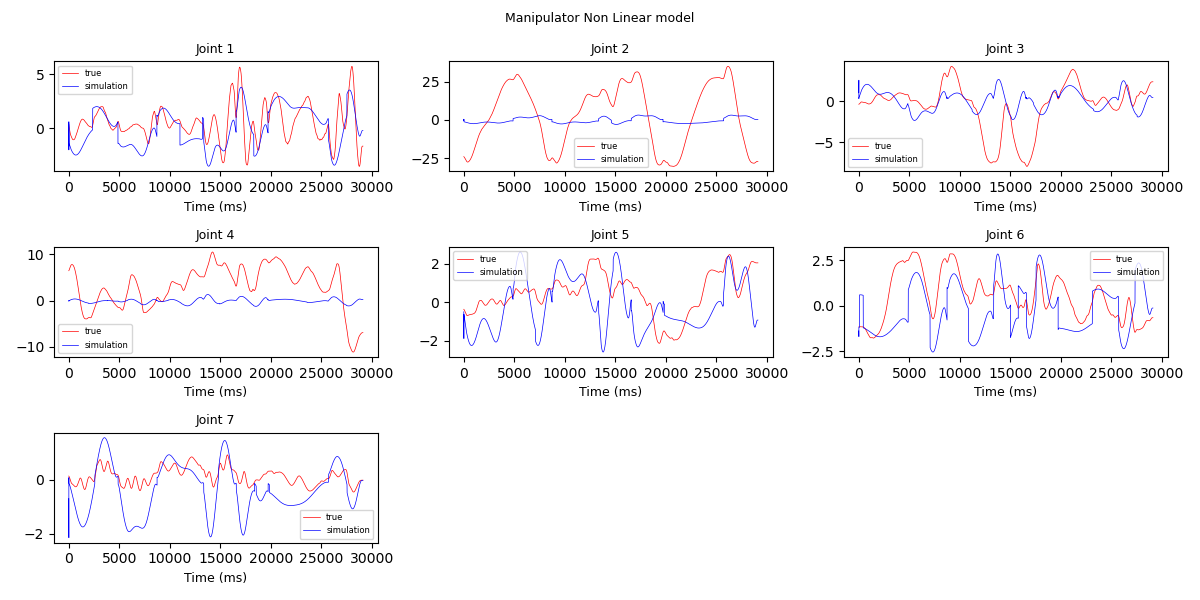 Manipulator Non Linear model
Joint 1
5
0
true
simulation
0 5000 10000 15000 20000 25000 30000
Time (ms)
Joint 2
25
0
−25
true
simulation
0 5000 10000 15000 20000 25000 30000
Time (ms)
Joint 3
0
−5
true
simulation
0 5000 10000 15000 20000 25000 30000
Time (ms)
Joint 4
10
0
−10
true
simulation
0 5000 10000 15000 20000 25000 30000
Time (ms)
Joint 5
2
0
−2
true
simulation
0 5000 10000 15000 20000 25000 30000
Time (ms)
Joint 6
2.5
0.0
−2.5
true
simulation
0 5000 10000 15000 20000 25000 30000
Time (ms)
Joint 7
0
−2
true
simulation
0 5000 10000 15000 20000 25000 30000
Time (ms)